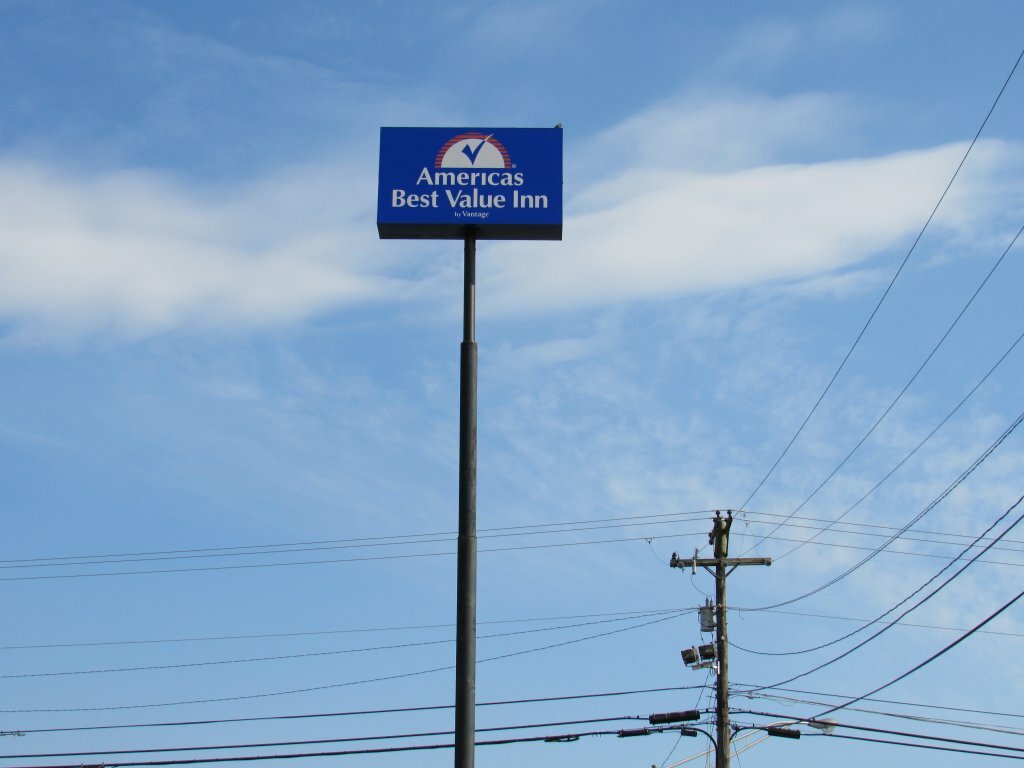 Americas
Best Value Inn
by Vantage